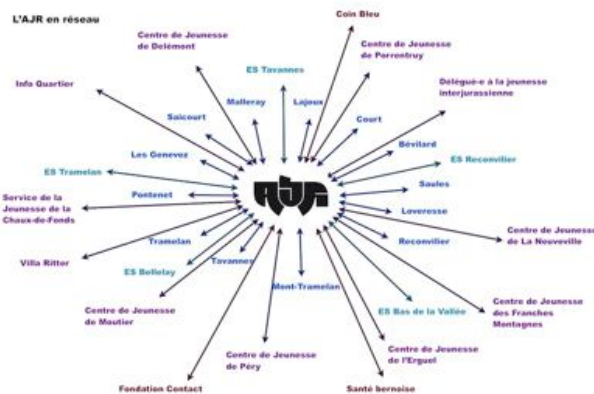 L'AJR en réseau
Coin Bleu
Centre de Jeunesse
de Delémont
Centre de Jeunesse
de Porrentruy
ES Tavannes
Info Quartier
Délégué-e à la jeunesse
interjurassienne
Malleray
Lajoux
Saicourt
Court
Bévilard
Les Genevez
ES Reconvilier
ES Tramelan
Saules
Pontenet
AJR
Service de la
Jeunesse de la
Chaux-de-Fonds
Loveresse
Centre de Jeunesse
de La Neuveville
Tramelan
Reconvilier
Villa Rittor
Tavannes
ES Bellelay
Mont-Tramelan
Centre de Jeunesse
de Moutier
ES Bas de la Vallée
Centre de Jeunesse
des Franches
Montagnes
Centre de Jeunesse
de Péry
Centre de Jeunesse
de l'Erguel
Fondation Contact
Santé bernoise